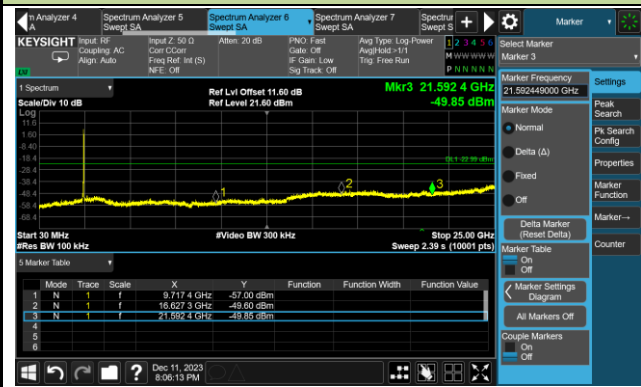 n Analyzer 4
Swept SA
Spectrum Analyzer 5
Swept SA
Spectrum Analyzer 6
Swept SA
Spectrum Analyzer 7
Swept SA
Spectrur
Swept S
Marker
KEYSIGHT
Input: RF
Coupling: AC
Align: Auto
Input Z: 50 Ω
Corr CCorr
Freq Ref: Int (S)
NFE: Off
Atten: 20 dB
PNO: Fast
Gate: Off
IF Gain: Low
Sig Track: Off
Avg Type: Log-Power
Avg|Hold:>1/1
Trig: Free Run
1 2 3 4 5 6
M W W W W W
P N N N N N
LXI
Select Marker
Marker 3
1 Spectrum
Scale/Div 10 dB
Log
Ref Lvl Offset 11.60 dB
Ref Level 21.60 dBm
Mkr3 21.592 4 GHz
-49.85 dBm
11.6
1.60
-8.40
-18.4
-28.4
-38.4
-48.4
-58.4
-68.4
DL1 -22.99 dBm
1
2
3
Start 30 MHz
#Res BW 100 kHz
#Video BW 300 kHz
Stop 25.00 GHz
Sweep 2.39 s (10001 pts)
5 Marker Table
Mode Trace Scale X Y Function Function Width Function Value
1 N 1 f 9.717 4 GHz -57.00 dBm
2 N 1 f 16.627 3 GHz -49.60 dBm
3 N 1 f 21.592 4 GHz -49.85 dBm
4
5
6
Marker Frequency
21.592449000 GHz
Marker Mode
Normal
Delta (Δ)
Fixed
Off
Delta Marker
(Reset Delta)
Marker Table
On
Off
Marker Settings
Diagram
All Markers Off
Couple Markers
On
Off
Settings
Peak
Search
Pk Search
Config
Properties
Marker
Function
Marker→
Counter
Dec 11, 2023
8:06:13 PM